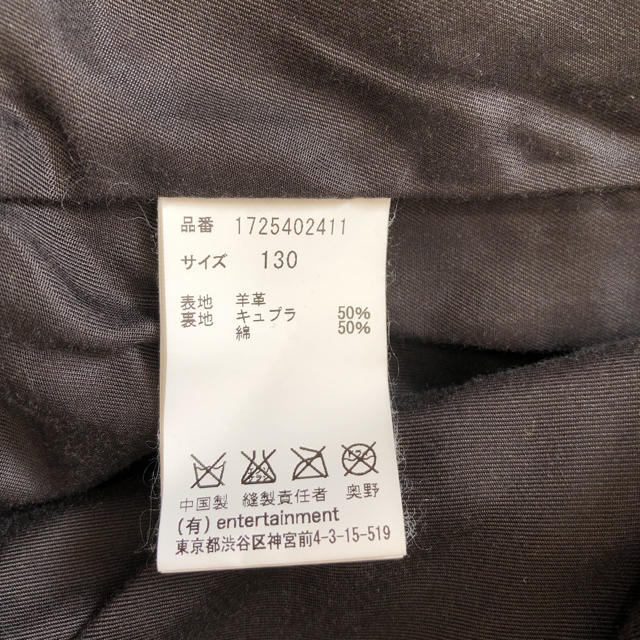 品番 1725402411
サイズ 130
表地 羊革
裏地 キュプラ 50%
綿 50%
中国製 縫製責任者 奥野
(有) entertainment
東京都渋谷区神宮前4-3-15-519